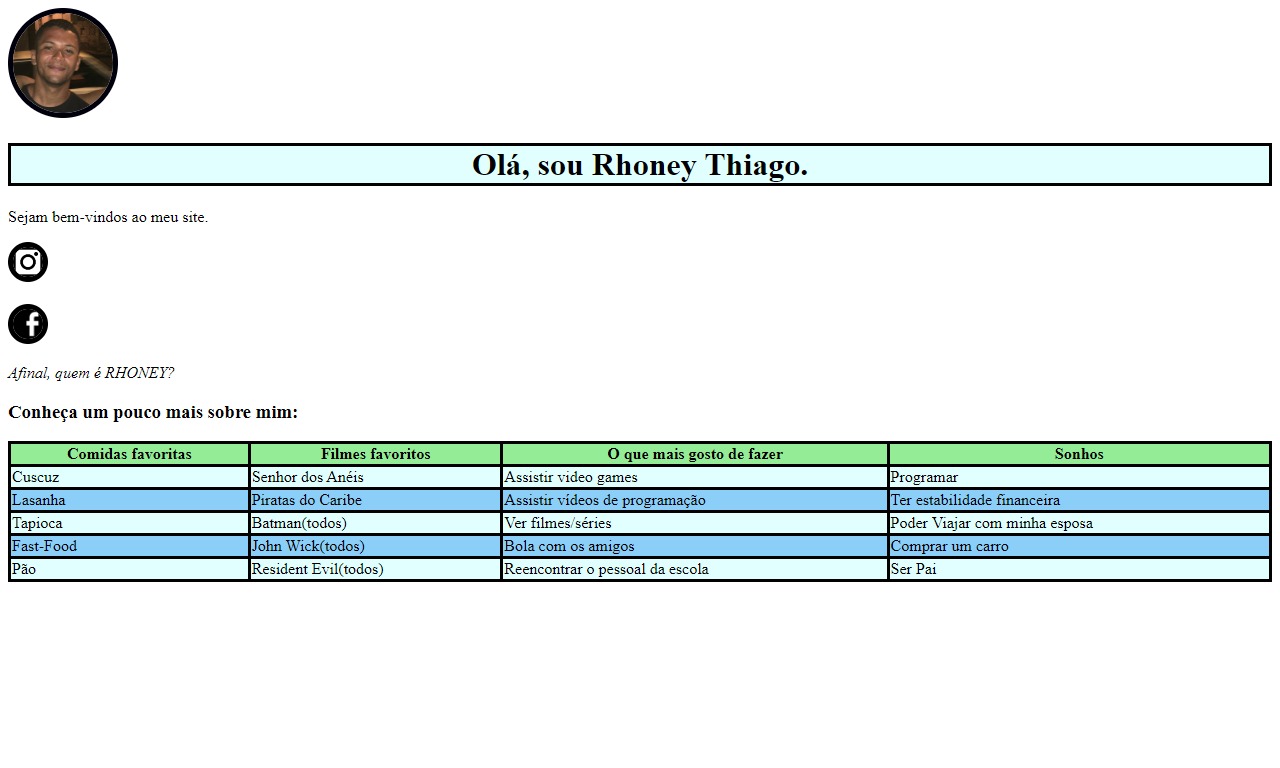 Olá, sou Rhoney Thiago.
Sejam bem-vindos ao meu site.
Afinal, quem é RHONEY?
Conheça um pouco mais sobre mim:
Comidas favoritas Filmes favoritos O que mais gosto de fazer Sonhos
Cuscuz Senhor dos Anéis Assistir video games Programar
Lasanha Piratas do Caribe Assistir vídeos de programação Ter estabilidade financeira
Tapioca Batman(todos) Ver filmes/séries Poder Viajar com minha esposa
Fast-Food John Wick(todos) Bola com os amigos Comprar um carro
Pão Resident Evil(todos) Reencontrar o pessoal da escola Ser Pai